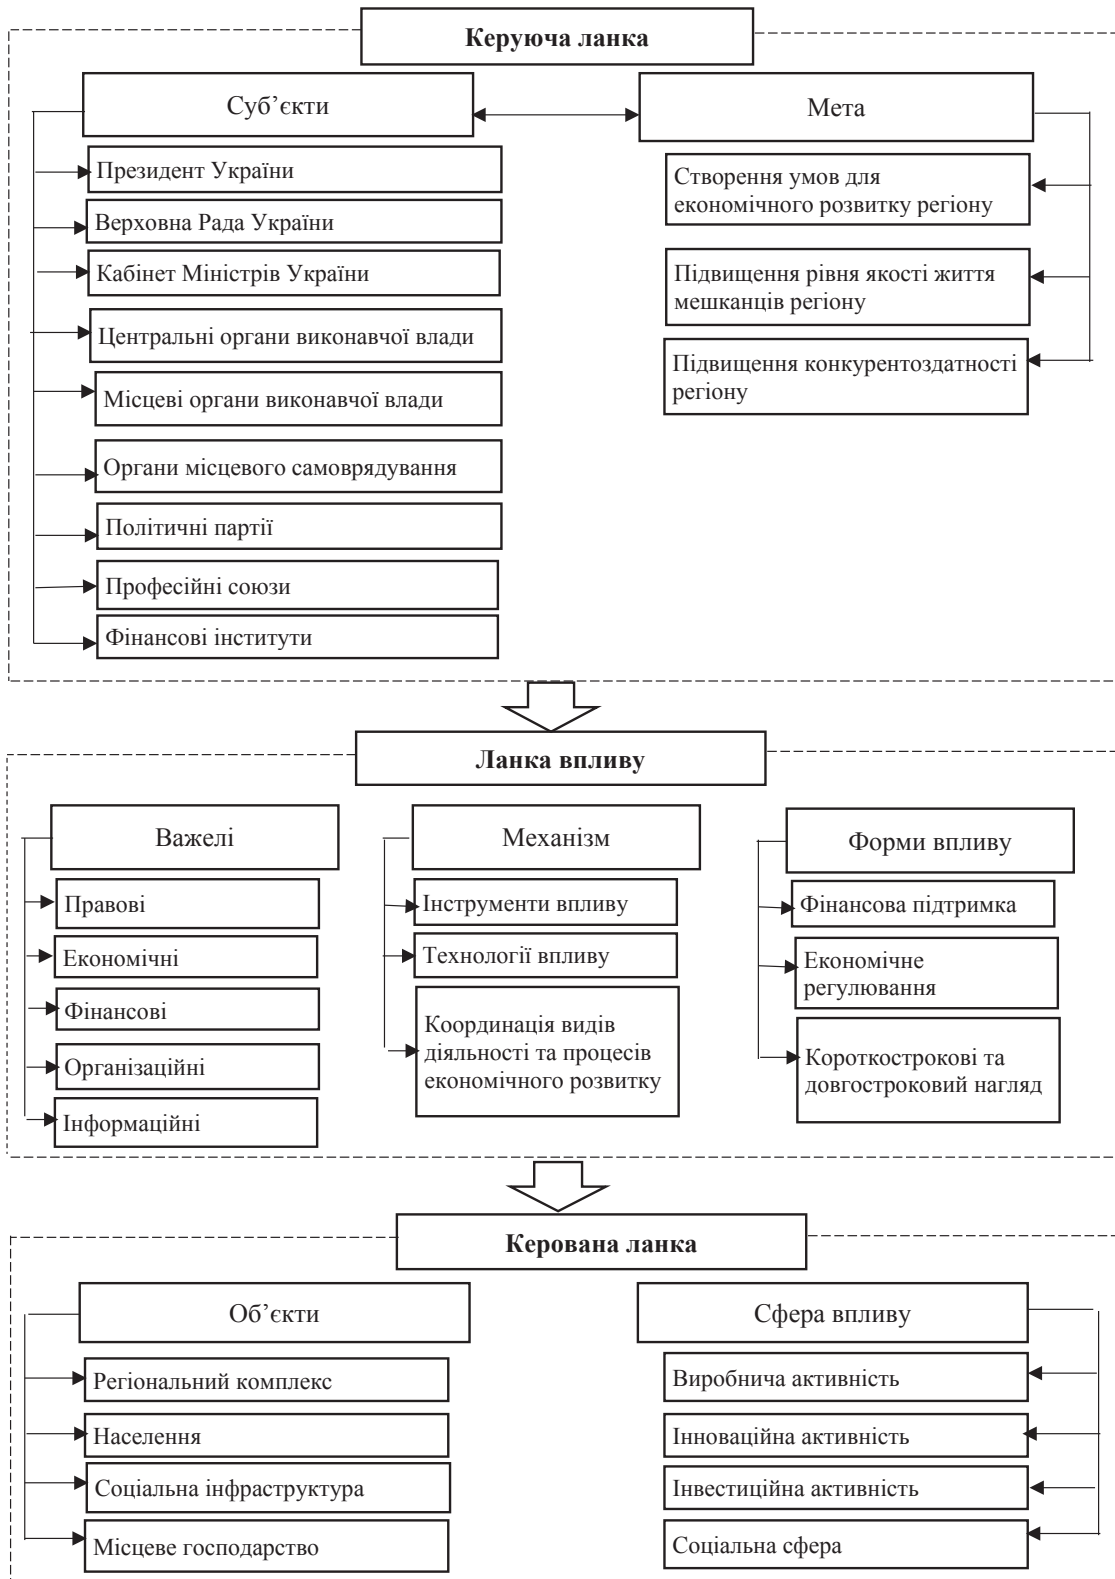 Керуюча ланка
Суб’єкти
Президент України
Верховна Рада України
Кабінет Міністрів України
Центральні органи виконавчої влади
Місцеві органи виконавчої влади
Органи місцевого самоврядування
Політичні партії
Професійні союзи
Фінансові інститути
Мета
Створення умов для
економічного розвитку регіону
Підвищення рівня якості життя
мешканців регіону
Підвищення конкурентоздатності
регіону
Ланка впливу
Важелі
Правові
Економічні
Фінансові
Організаційні
Інформаційні
Механізм
Інструменти впливу
Технології впливу
Координація видів
діяльності та процесів
економічного розвитку
Форми впливу
Фінансова підтримка
Економічне
регулювання
Короткострокові та
довгостроковий нагляд
Керована ланка
Об’єкти
Регіональний комплекс
Населення
Соціальна інфраструктура
Місцеве господарство
Сфера впливу
Виробнича активність
Інноваційна активність
Інвестиційна активність
Соціальна сфера